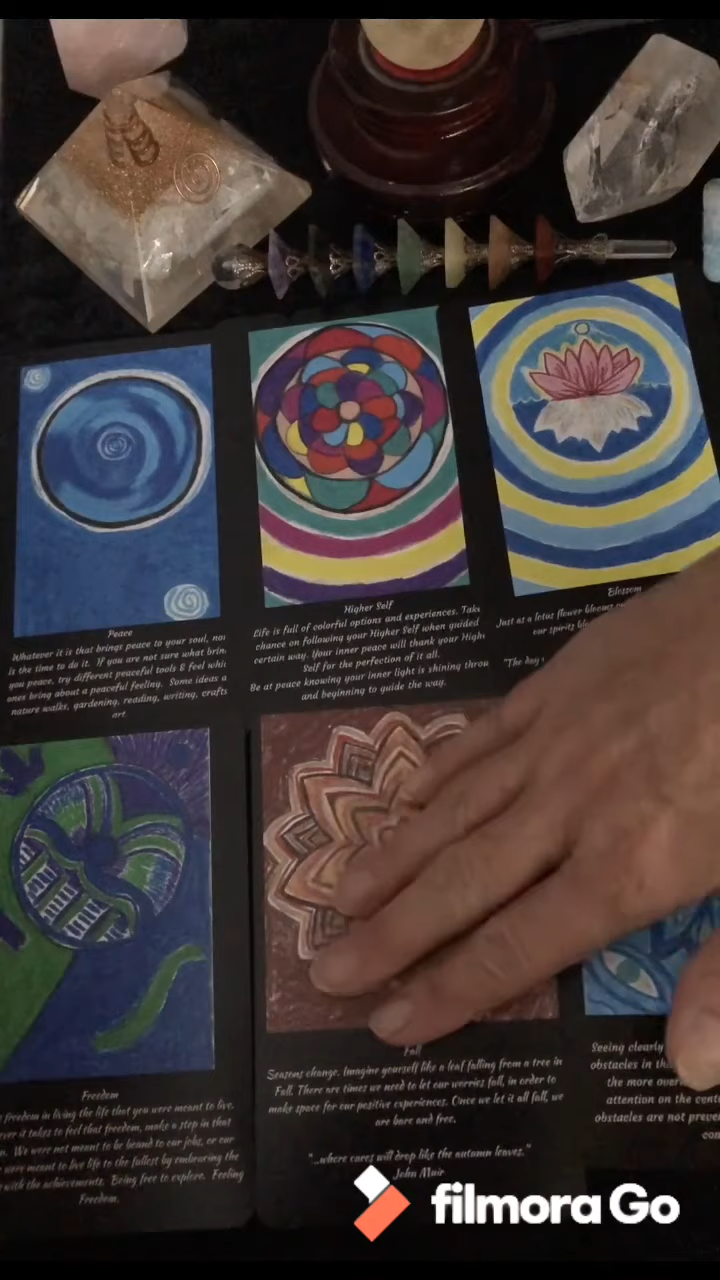 Peace
Whatever it is that brings peace to your soul, now
is the time to do it. If you are not sure what brin
you peace, try different peaceful tools & feel whi
ones bring about a peaceful feeling. Some ideas a
nature walks, gardening, reading, writing, crafts
art.
Higher Self
Life is full of colorful options and experiences. Take
chance on following your Higher Self when guided
certain way. Your inner peace will thank your High
Self for the perfection of it all.
Be at peace knowing your inner light is shining throu
and beginning to guide the way.
Blossom
Just as a lotus flower blooms
our spirits
"The day
Freedom
freedom in living the life that you were meant to live.
ver it takes to feel that freedom, make a step in that
n. We were not meant to be bound to our jobs, or our
were meant to live life to the fullest by embracing the
with the achievements. Being free to explore. Feeling
Freedom.
Fall
Seasons change. Imagine yourself like a leaf falling from a tree in
Fall. There are times we need to let our worries fall, in order to
make space for our positive experiences. Once we let it all fall, we
are bare and free.
"...where cares will drop like the autumn leaves."
John Muir
Seeing clearly
obstacles in th
the more over
attention on the cent
obstacles are not preve
con
filmora Go